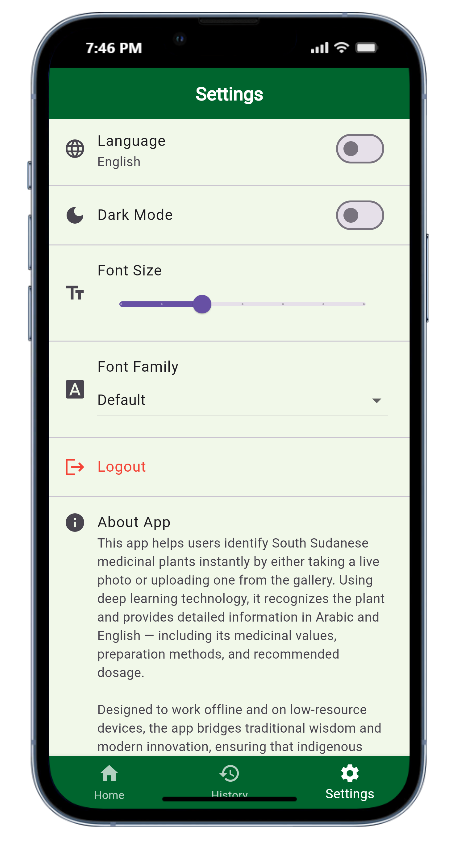 7:46 PM
Settings
Language
English
Dark Mode
Font Size
Tт
Font Family
A
Default
Logout
About App
This app helps users identify South Sudanese
medicinal plants instantly by either taking a live
photo or uploading one from the gallery. Using
deep learning technology, it recognizes the plant
and provides detailed information in Arabic and
English — including its medicinal values,
preparation methods, and recommended
dosage.
Designed to work offline and on low-resource
devices, the app bridges traditional wisdom and
modern innovation, ensuring that indigenous
Home
History
Settings